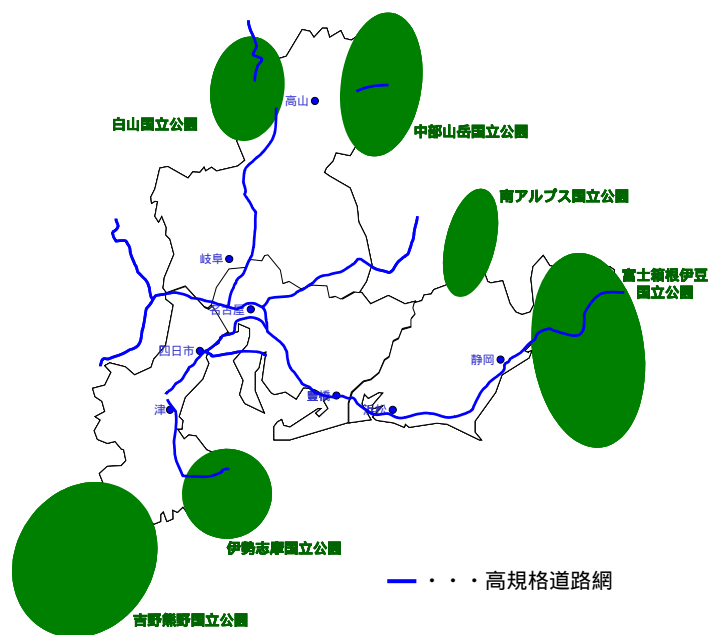 高山
白山国立公園
中部山岳国立公園
南アルプス国立公園
岐阜
富士箱根伊豆
国立公園
名古屋
四日市
静岡
豊橋
浜松
津
伊勢志摩国立公園
・・・高規格道路網
吉野熊野国立公園